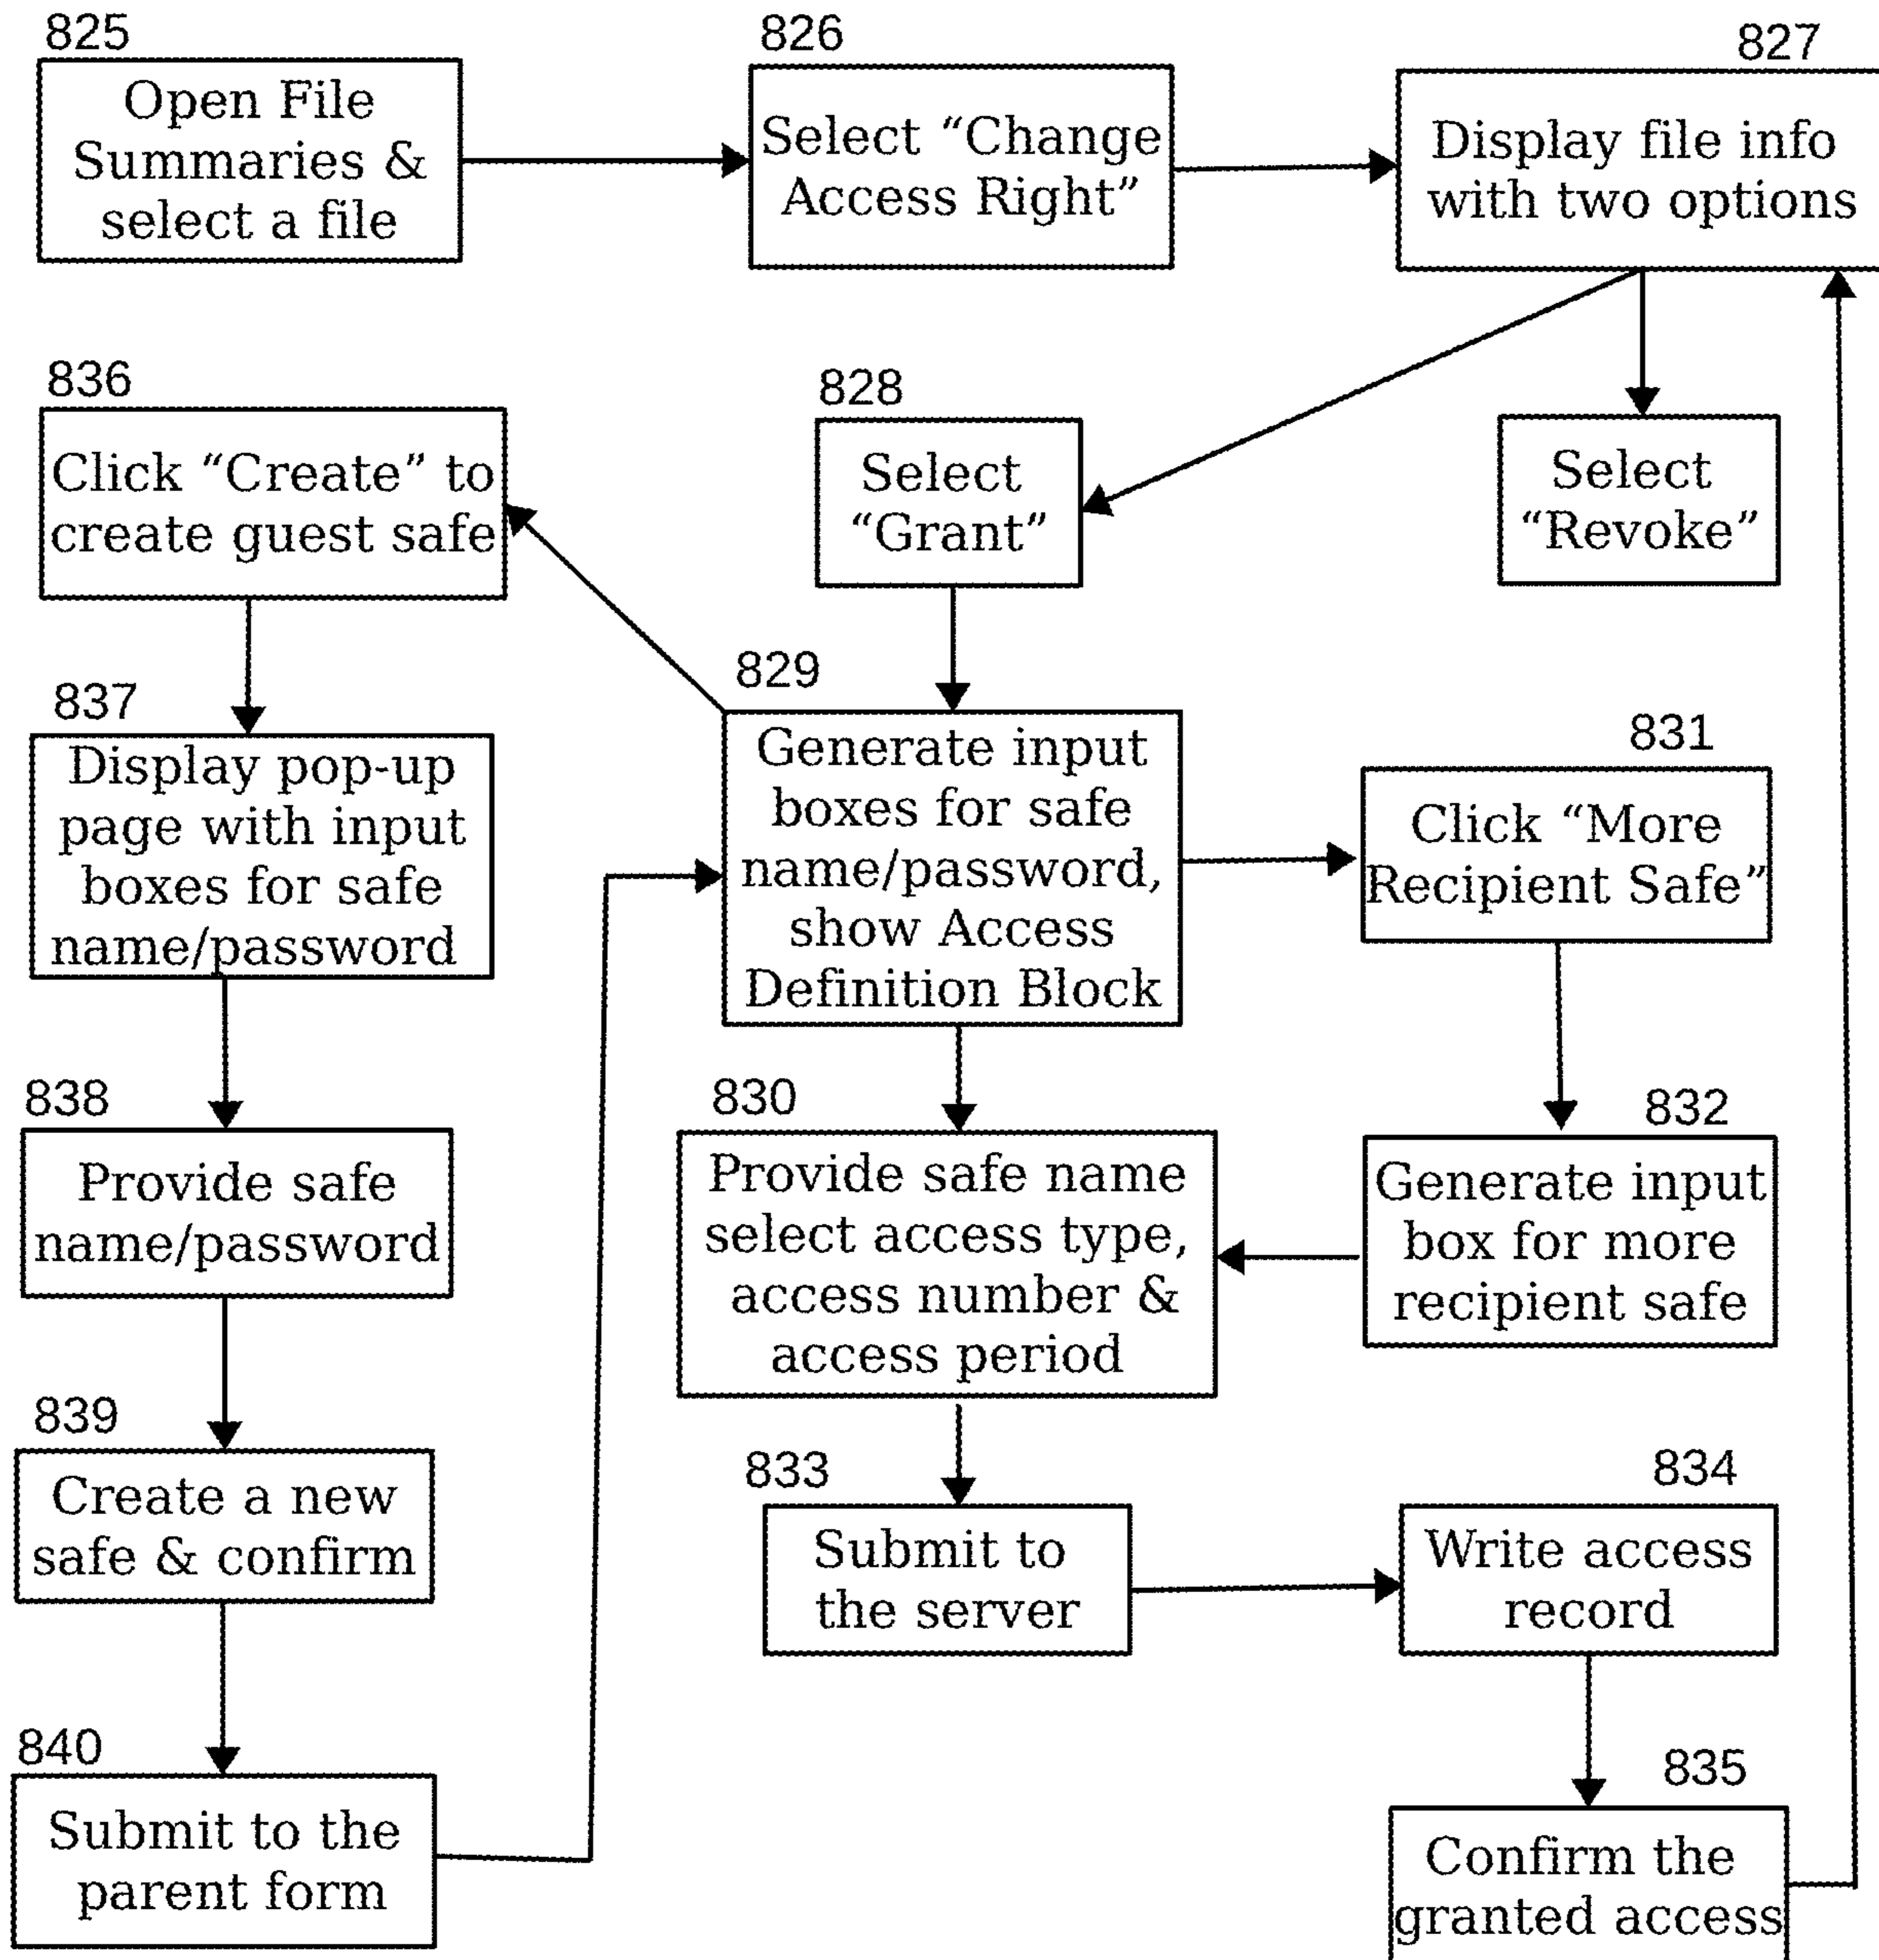 825
Open File
Summaries &
select a file
826
Select “Change
Access Right”
827
Display file info
with two options
836
Click “Create” to
create guest safe
828
Select
“Grant”
Select
“Revoke”
837
Display pop-up
page with input
boxes for safe
name/password
829
Generate input
boxes for safe
name/password,
show Access
Definition Block
831
Click “More
Recipient Safe”
838
Provide safe
name/password
830
Provide safe name
select access type,
access number &
access period
832
Generate input
box for more
recipient safe
839
Create a new
safe & confirm
833
Submit to
the server
834
Write access
record
840
Submit to the
parent form
835
Confirm the
granted access